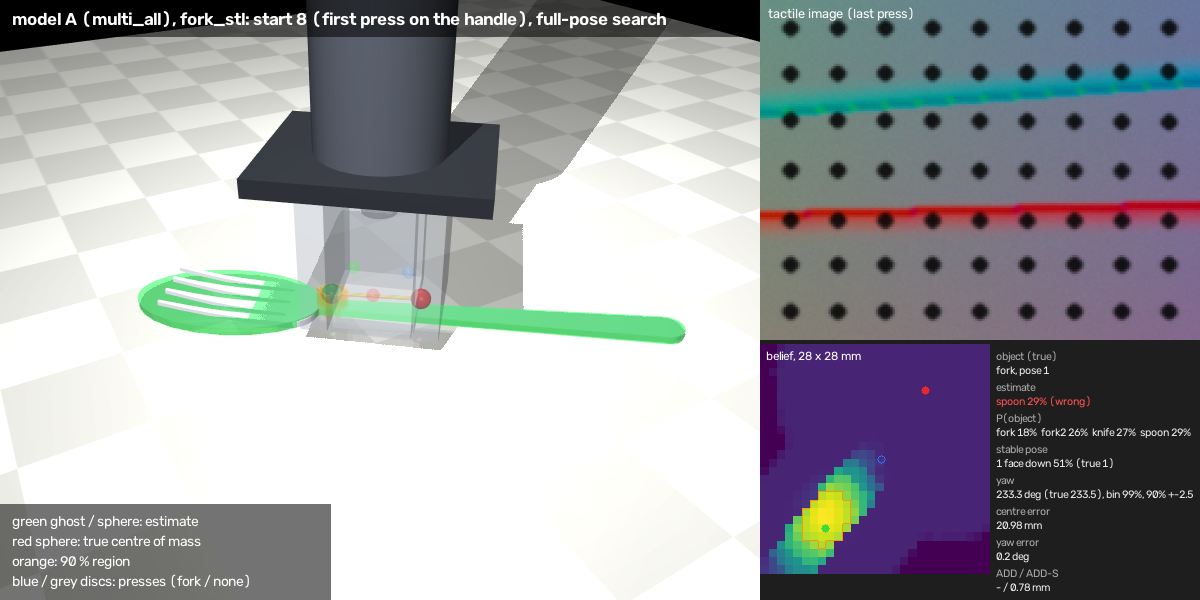 model A (multi_all), fork_stl: start 8 (first press on the handle), full-pose search
tactile image (last press)
belief, 28 x 28 mm
object (true)
fork, pose 1
estimate
spoon 29% (wrong)
P(object)
fork 18% fork2 26% knife 27% spoon 29%
stable pose
1 face down 51% (true 1)
yaw
233.3 deg (true 233.5), bin 99%, 90% +-2.5
centre error
20.98 mm
yaw error
0.2 deg
ADD / ADD-S
- / 0.78 mm
green ghost / sphere: estimate
red sphere: true centre of mass
orange: 90 % region
blue / grey discs: presses (fork / none)